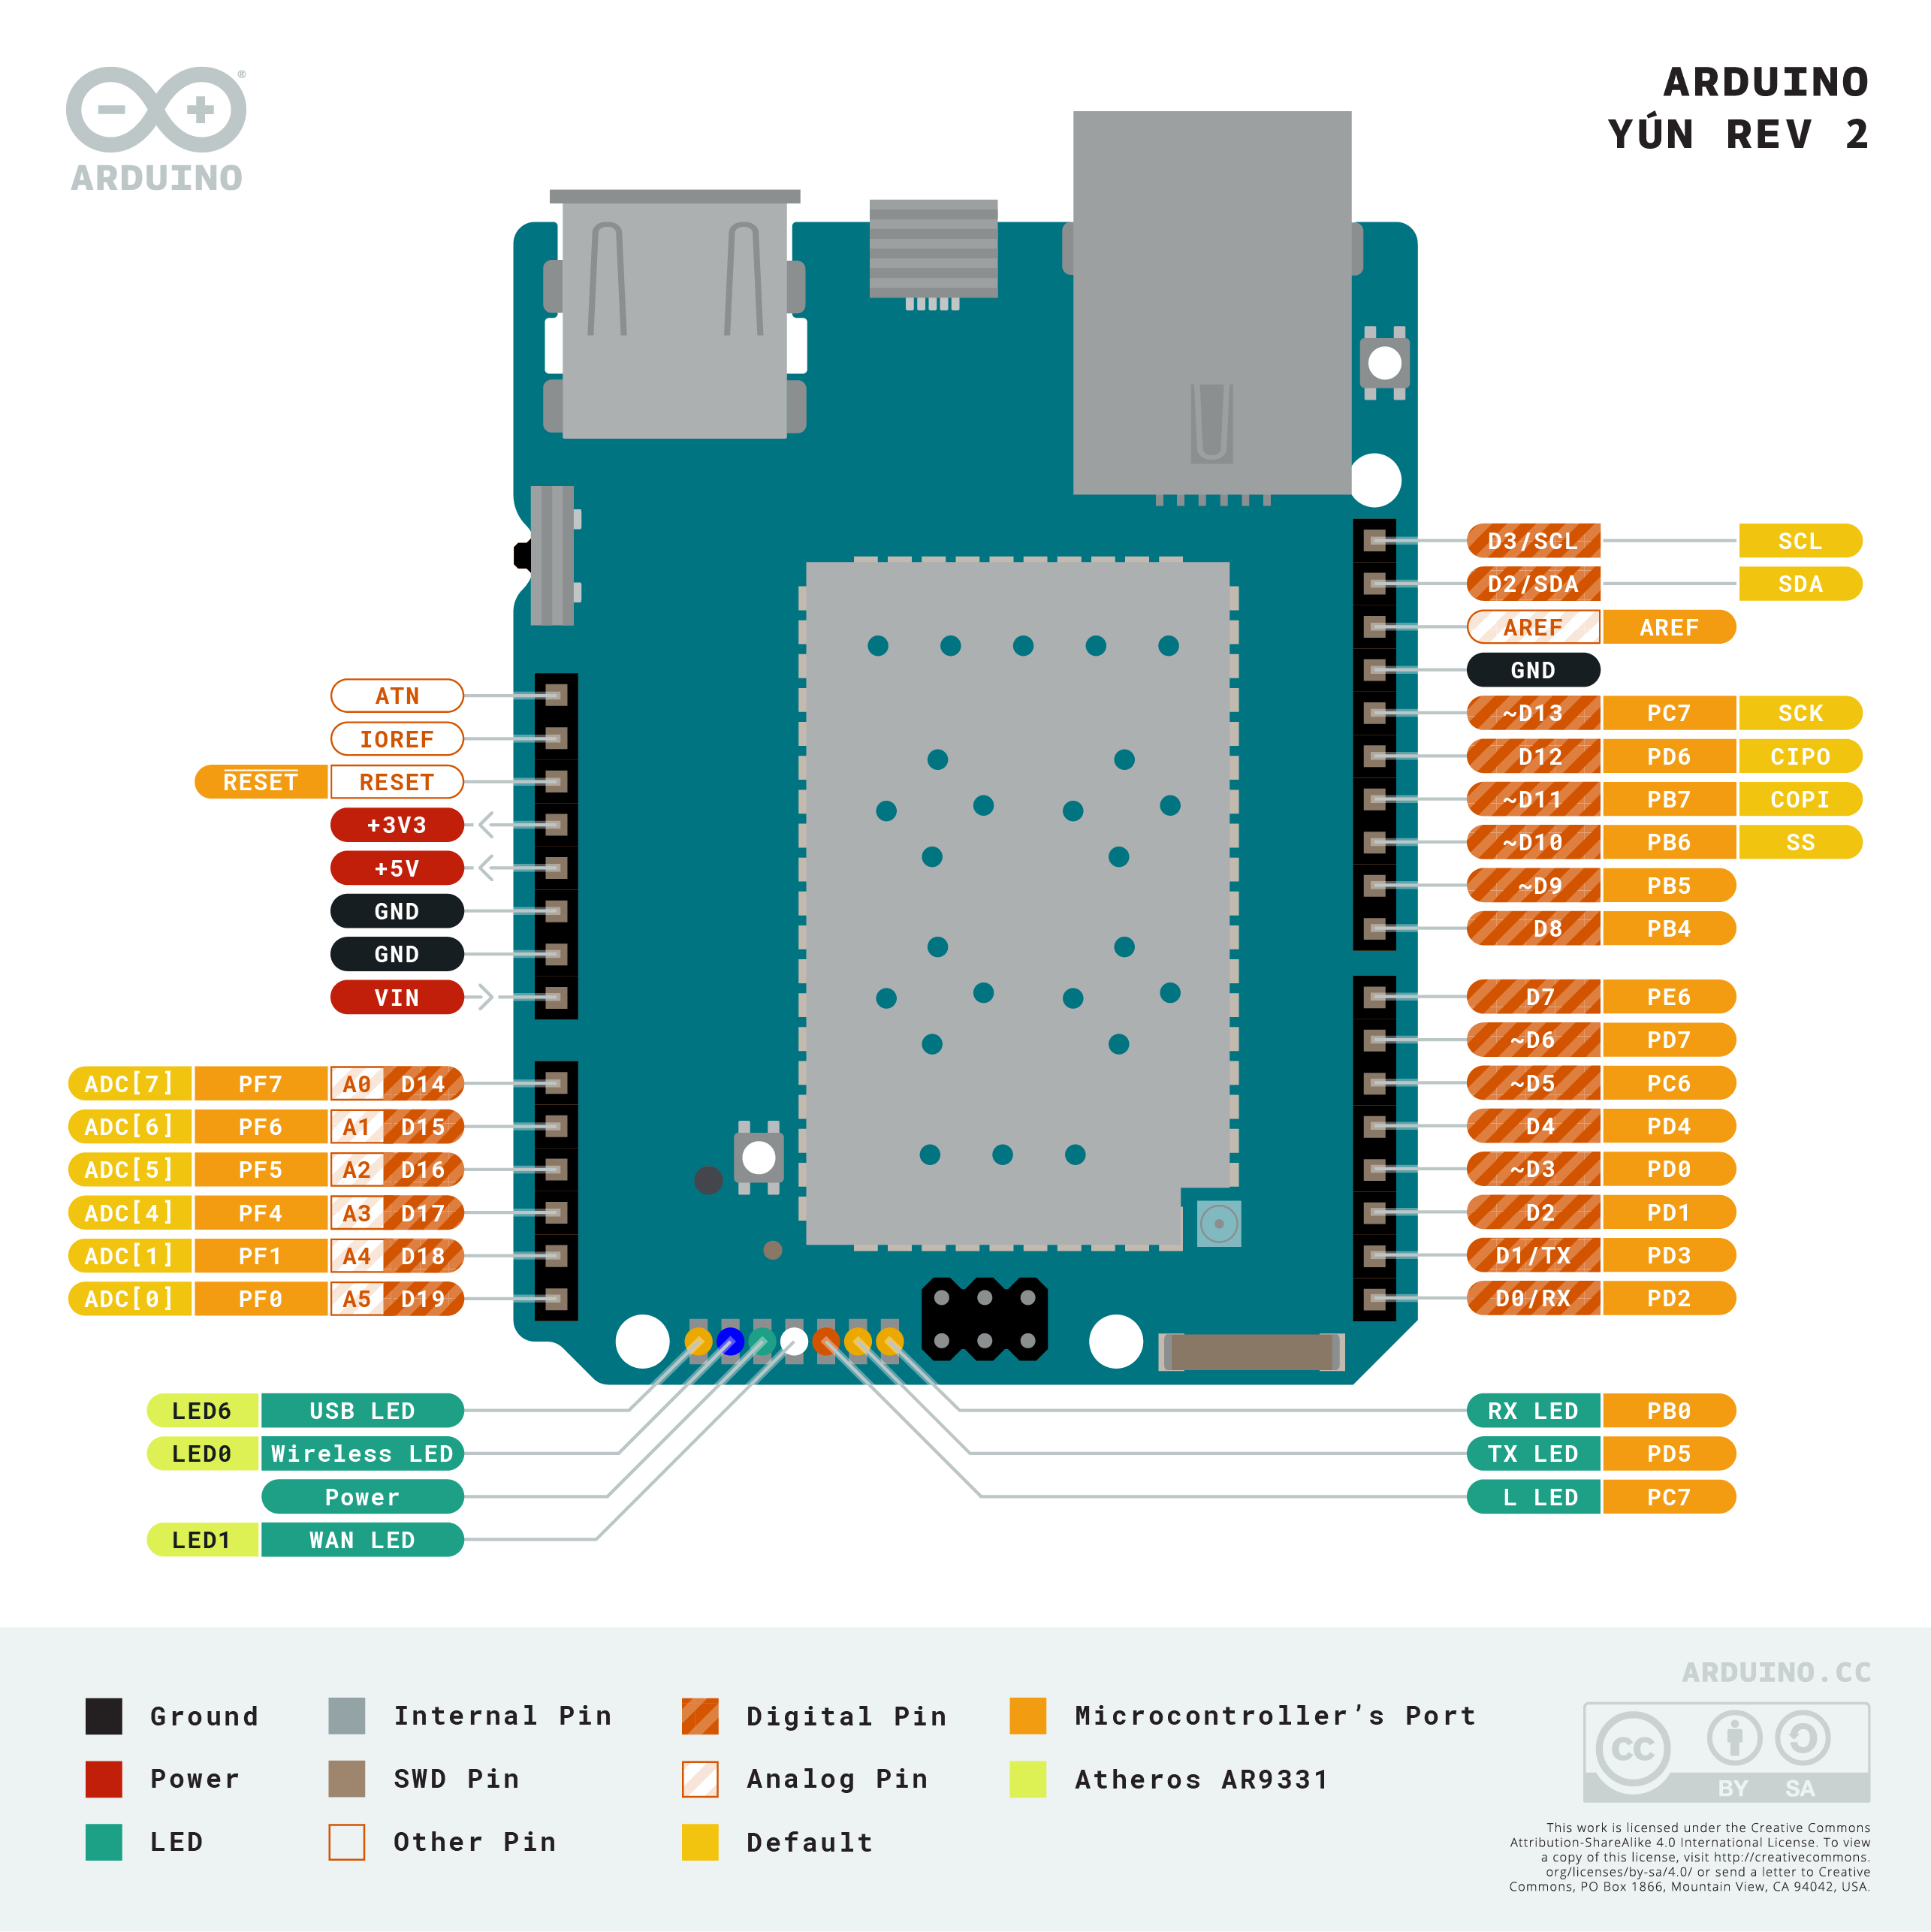 ARDUINO
YÚN REV 2
®
ARDUINO
D3/SCL SCL
D2/SDA SDA
AREF AREF
GND
~D13 PC7 SCK
D12 PD6 CIPO
~D11 PB7 COPI
~D10 PB6 SS
~D9 PB5
D8 PB4
ATN
IOREF
RESET RESET
+3V3
+5V
GND
GND
VIN
D7 PE6
~D6 PD7
~D5 PC6
D4 PD4
~D3 PD0
D2 PD1
D1/TX PD3
D0/RX PD2
ADC[7] PF7 A0 D14
ADC[6] PF6 A1 D15
ADC[5] PF5 A2 D16
ADC[4] PF4 A3 D17
ADC[1] PF1 A4 D18
ADC[0] PF0 A5 D19
LED6 USB LED
LED0 Wireless LED
Power
LED1 WAN LED
RX LED PB0
TX LED PD5
L LED PC7
Ground
Power
LED
Internal Pin
SWD Pin
Other Pin
Digital Pin
Analog Pin
Default
Microcontroller’s Port
Atheros AR9331
ARDUINO.CC
CC
BY SA
This work is licensed under the Creative Commons
Attribution-ShareAlike 4.0 International License. To view
a copy of this license, visit http://creativecommons.
org/licenses/by-sa/4.0/ or send a letter to Creative
Commons, PO Box 1866, Mountain View, CA 94042, USA.